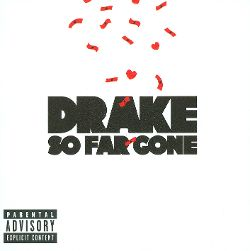 DRAKE
SO FAR GONE
PARENTAL
ADVISORY
EXPLICIT CONTENT